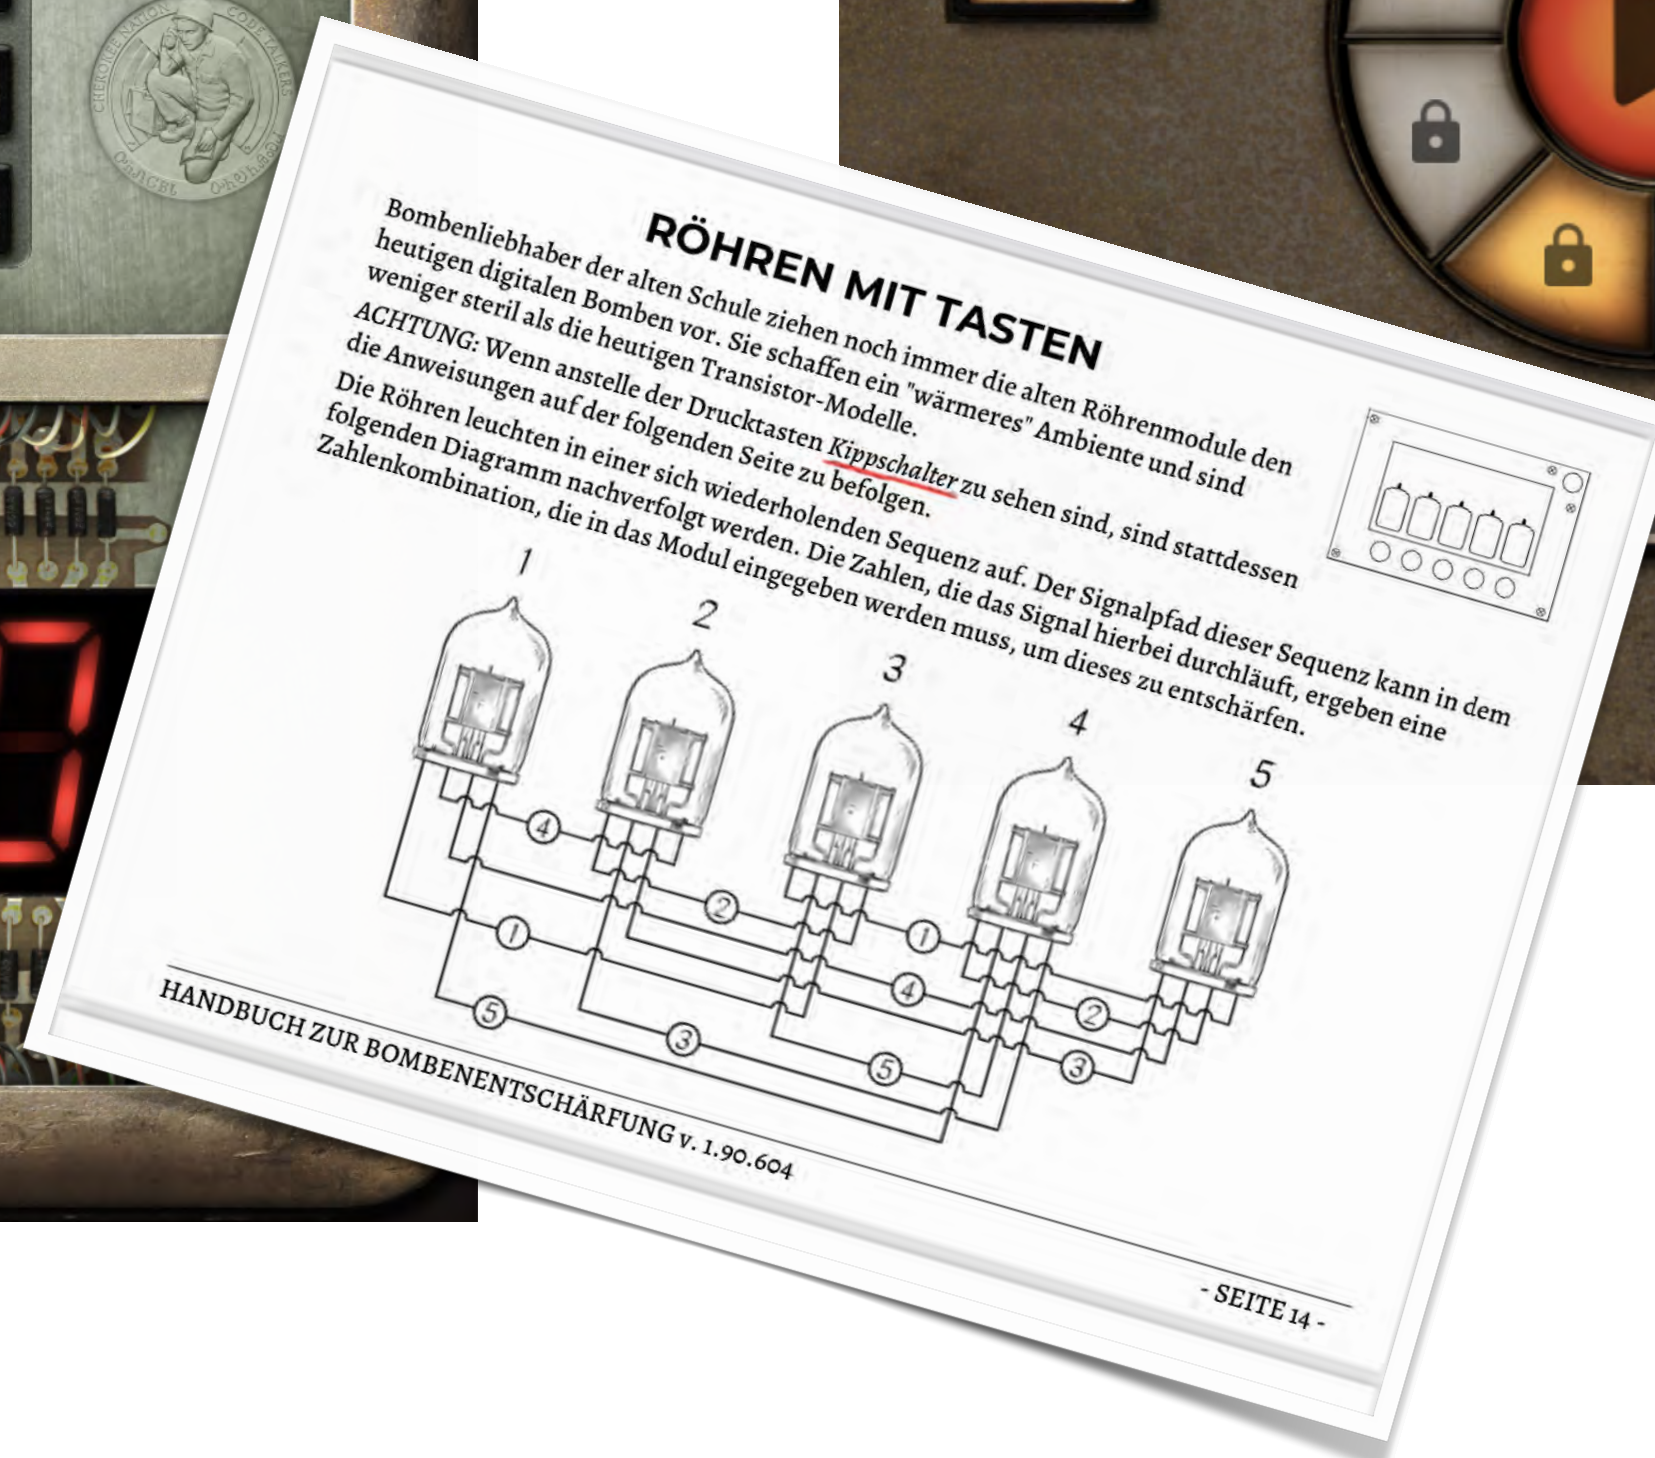 CHEROKEE NATION CODE TALKERS
RÖHREN MIT TASTEN
Bombenliebhaber der alten Schule ziehen noch immer die alten Röhrenmodule den
heutigen digitalen Bomben vor. Sie schaffen ein "wärmeres" Ambiente und sind
weniger steril als die heutigen Transistor-Modelle.
ACHTUNG: Wenn anstelle der Drucktasten Kippschalter zu sehen sind, sind stattdessen
die Anweisungen auf der folgenden Seite zu befolgen.
Die Röhren leuchten in einer sich wiederholenden Sequenz auf. Der Signalpfad dieser Sequenz kann in dem
folgenden Diagramm nachverfolgt werden. Die Zahlen, die das Signal hierbei durchläuft, ergeben eine
Zahlenkombination, die in das Modul eingegeben werden muss, um dieses zu entschärfen.
1
2
3
4
5
4
2
1
1
4
2
5
3
5
3
3
HANDBUCH ZUR BOMBENENTSCHÄRFUNG v. 1.90.604
- SEITE 14 -